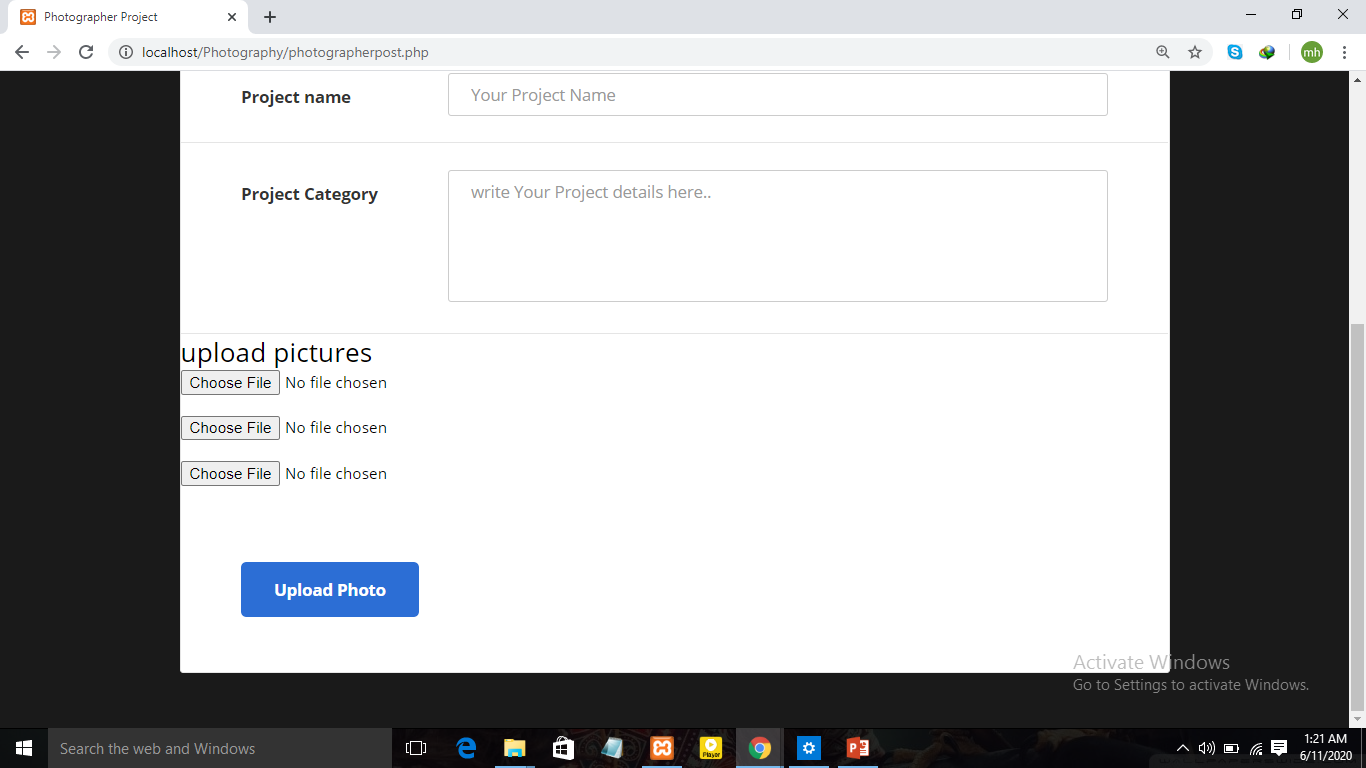 Photographer Project
localhost/Photography/photographerpost.php
mh
Project name
Your Project Name
Project Category
write Your Project details here..
upload pictures
Choose File No file chosen
Choose File No file chosen
Choose File No file chosen
Upload Photo
Activate Windows
Go to Settings to activate Windows.
Search the web and Windows
Player
1:21 AM
6/11/2020